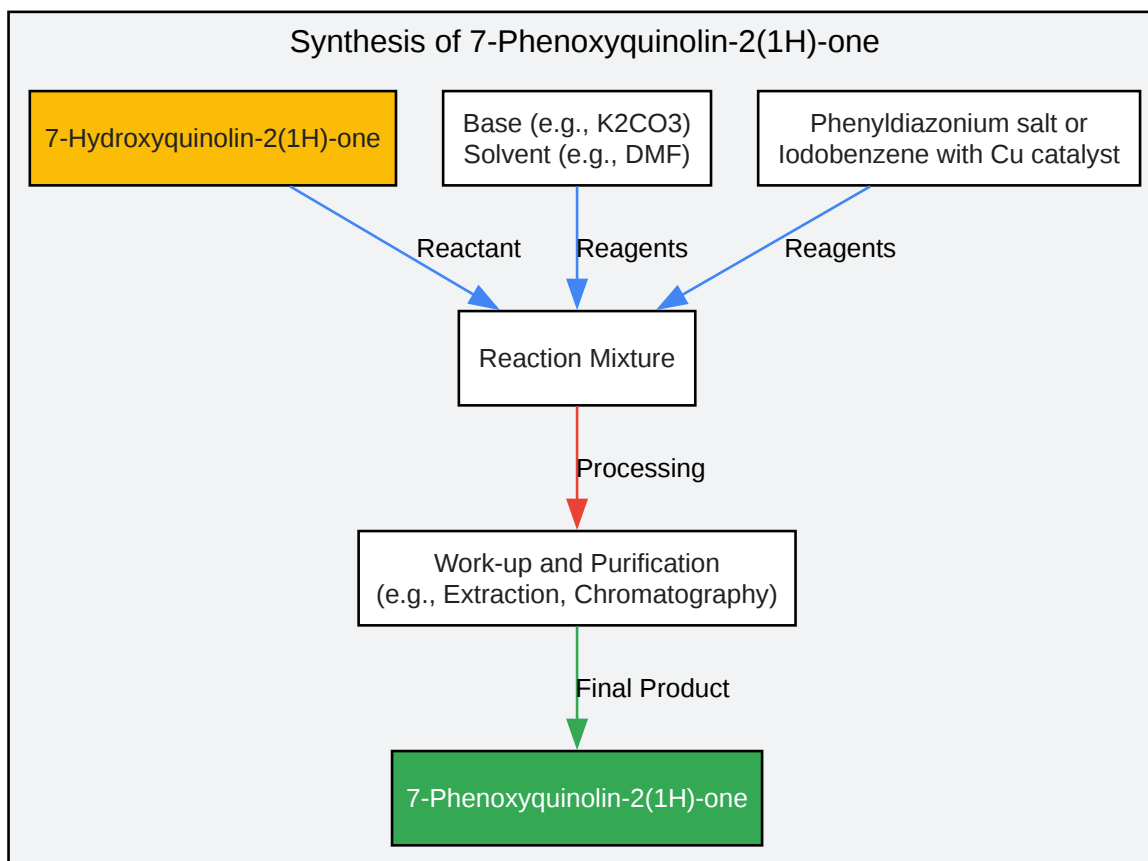 Synthesis of 7-Phenoxyquinolin-2(1H)-one
7-Hydroxyquinolin-2(1H)-one
Base (e.g., K2CO3)
Solvent (e.g., DMF)
Phenyldiazonium salt or
Iodobenzene with Cu catalyst
Reactant
Reagents
Reagents
Reaction Mixture
Processing
Work-up and Purification
(e.g., Extraction, Chromatography)
Final Product
7-Phenoxyquinolin-2(1H)-one